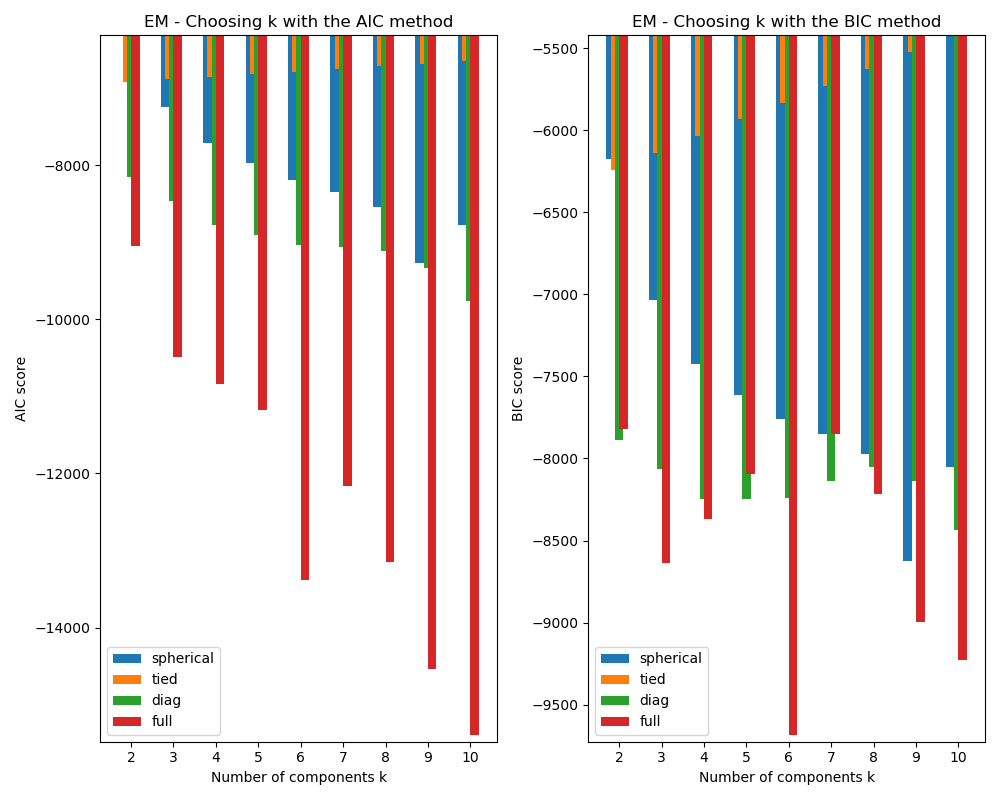 EM - Choosing k with the AIC method
AIC score
−8000
−10000
−12000
−14000
spherical
tied
diag
full
2 3 4 5 6 7 8 9 10
Number of components k
EM - Choosing k with the BIC method
BIC score
−5500
−6000
−6500
−7000
−7500
−8000
−8500
−9000
−9500
spherical
tied
diag
full
2 3 4 5 6 7 8 9 10
Number of components k